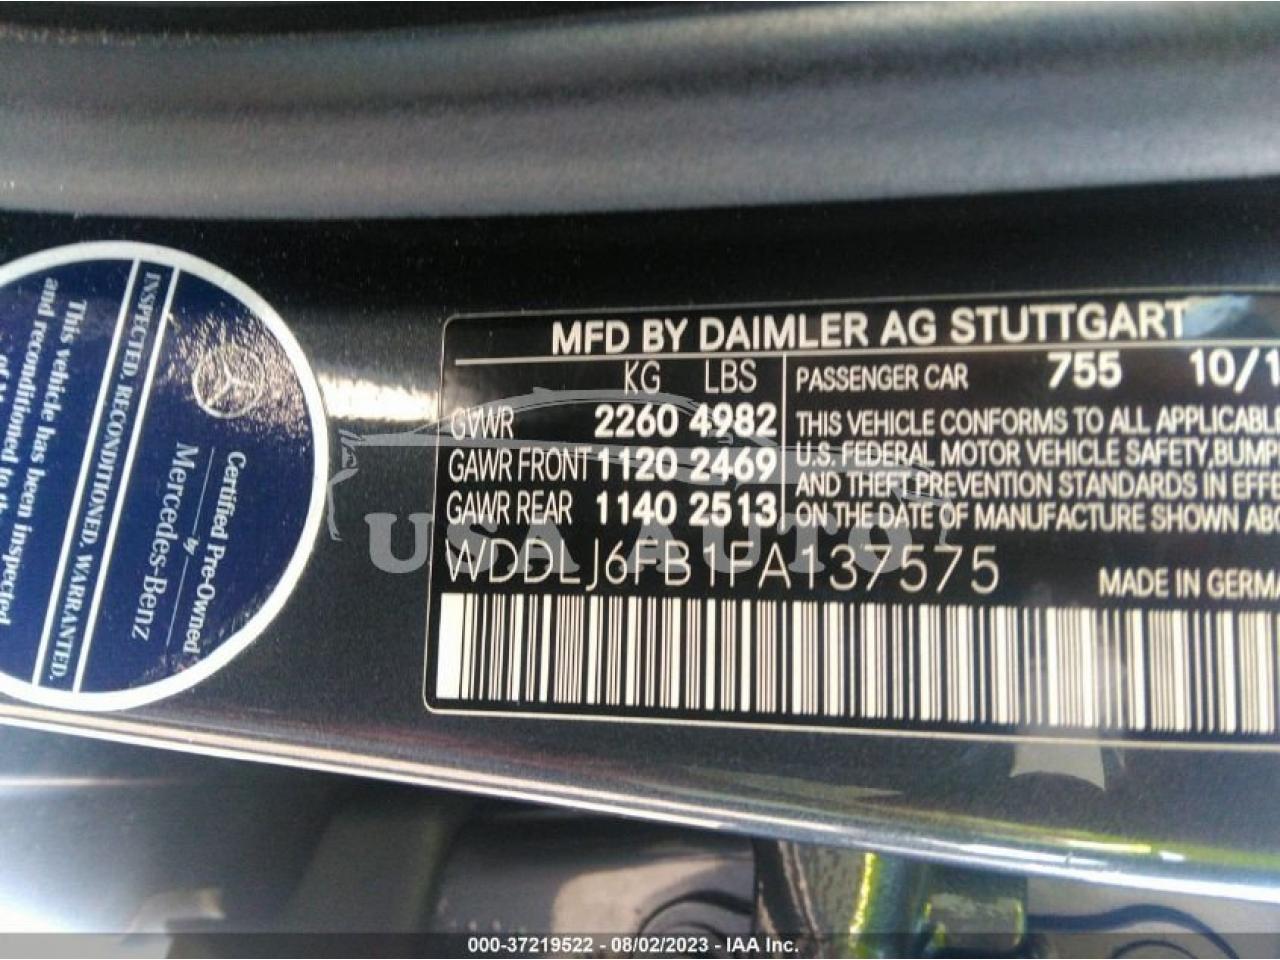 MFD BY DAIMLER AG STUTTGART
KG LBS
GVWR 2260 4982
GAWR FRONT 1120 2469
GAWR REAR 1140 2513
PASSENGER CAR 755 10/1
THIS VEHICLE CONFORMS TO ALL APPLICABLE
U.S. FEDERAL MOTOR VEHICLE SAFETY, BUMP
AND THEFT PREVENTION STANDARDS IN EFFE
ON THE DATE OF MANUFACTURE SHOWN ABO
WDDLJ6FB1FA137575
MADE IN GERMA
Certified Pre-Owned
by
Mercedes-Benz
INSPECTED. RECONDITIONED. WARRANTED.
This vehicle has been inspected
and reconditioned to the
USA AUTO
000-37219522 - 08/02/2023 - IAA Inc.